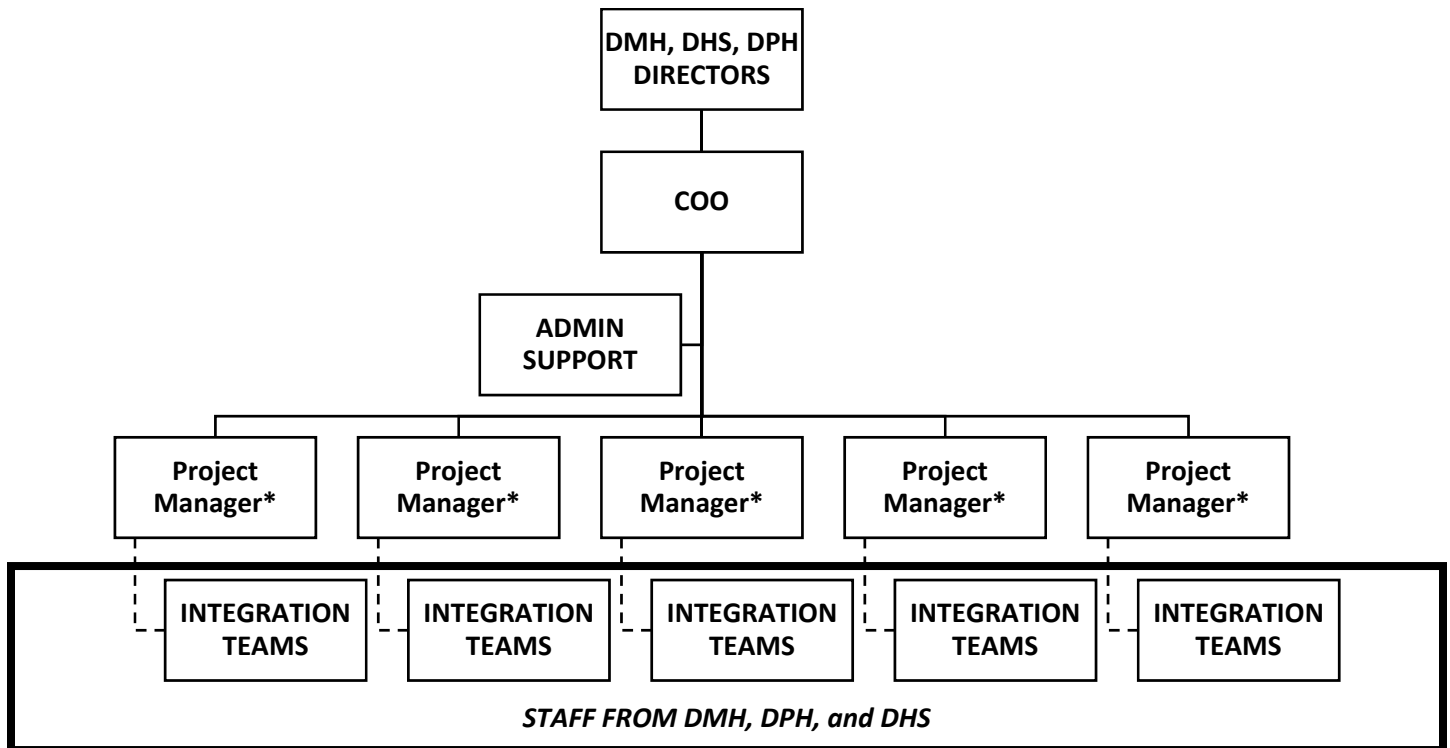 DMH, DHS, DPH
DIRECTORS
COO
ADMIN
SUPPORT
Project
Manager*
Project
Manager*
Project
Manager*
Project
Manager*
Project
Manager*
INTEGRATION
TEAMS
INTEGRATION
TEAMS
INTEGRATION
TEAMS
INTEGRATION
TEAMS
INTEGRATION
TEAMS
STAFF FROM DMH, DPH, and DHS